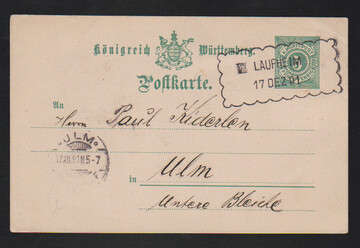 Königreich Württemberg.
LAUPHEIM
17 DEZ 91
Postkarte.
An
Herrn Paul Kiderlen
ULM
in Ulm
Untere Bleiche